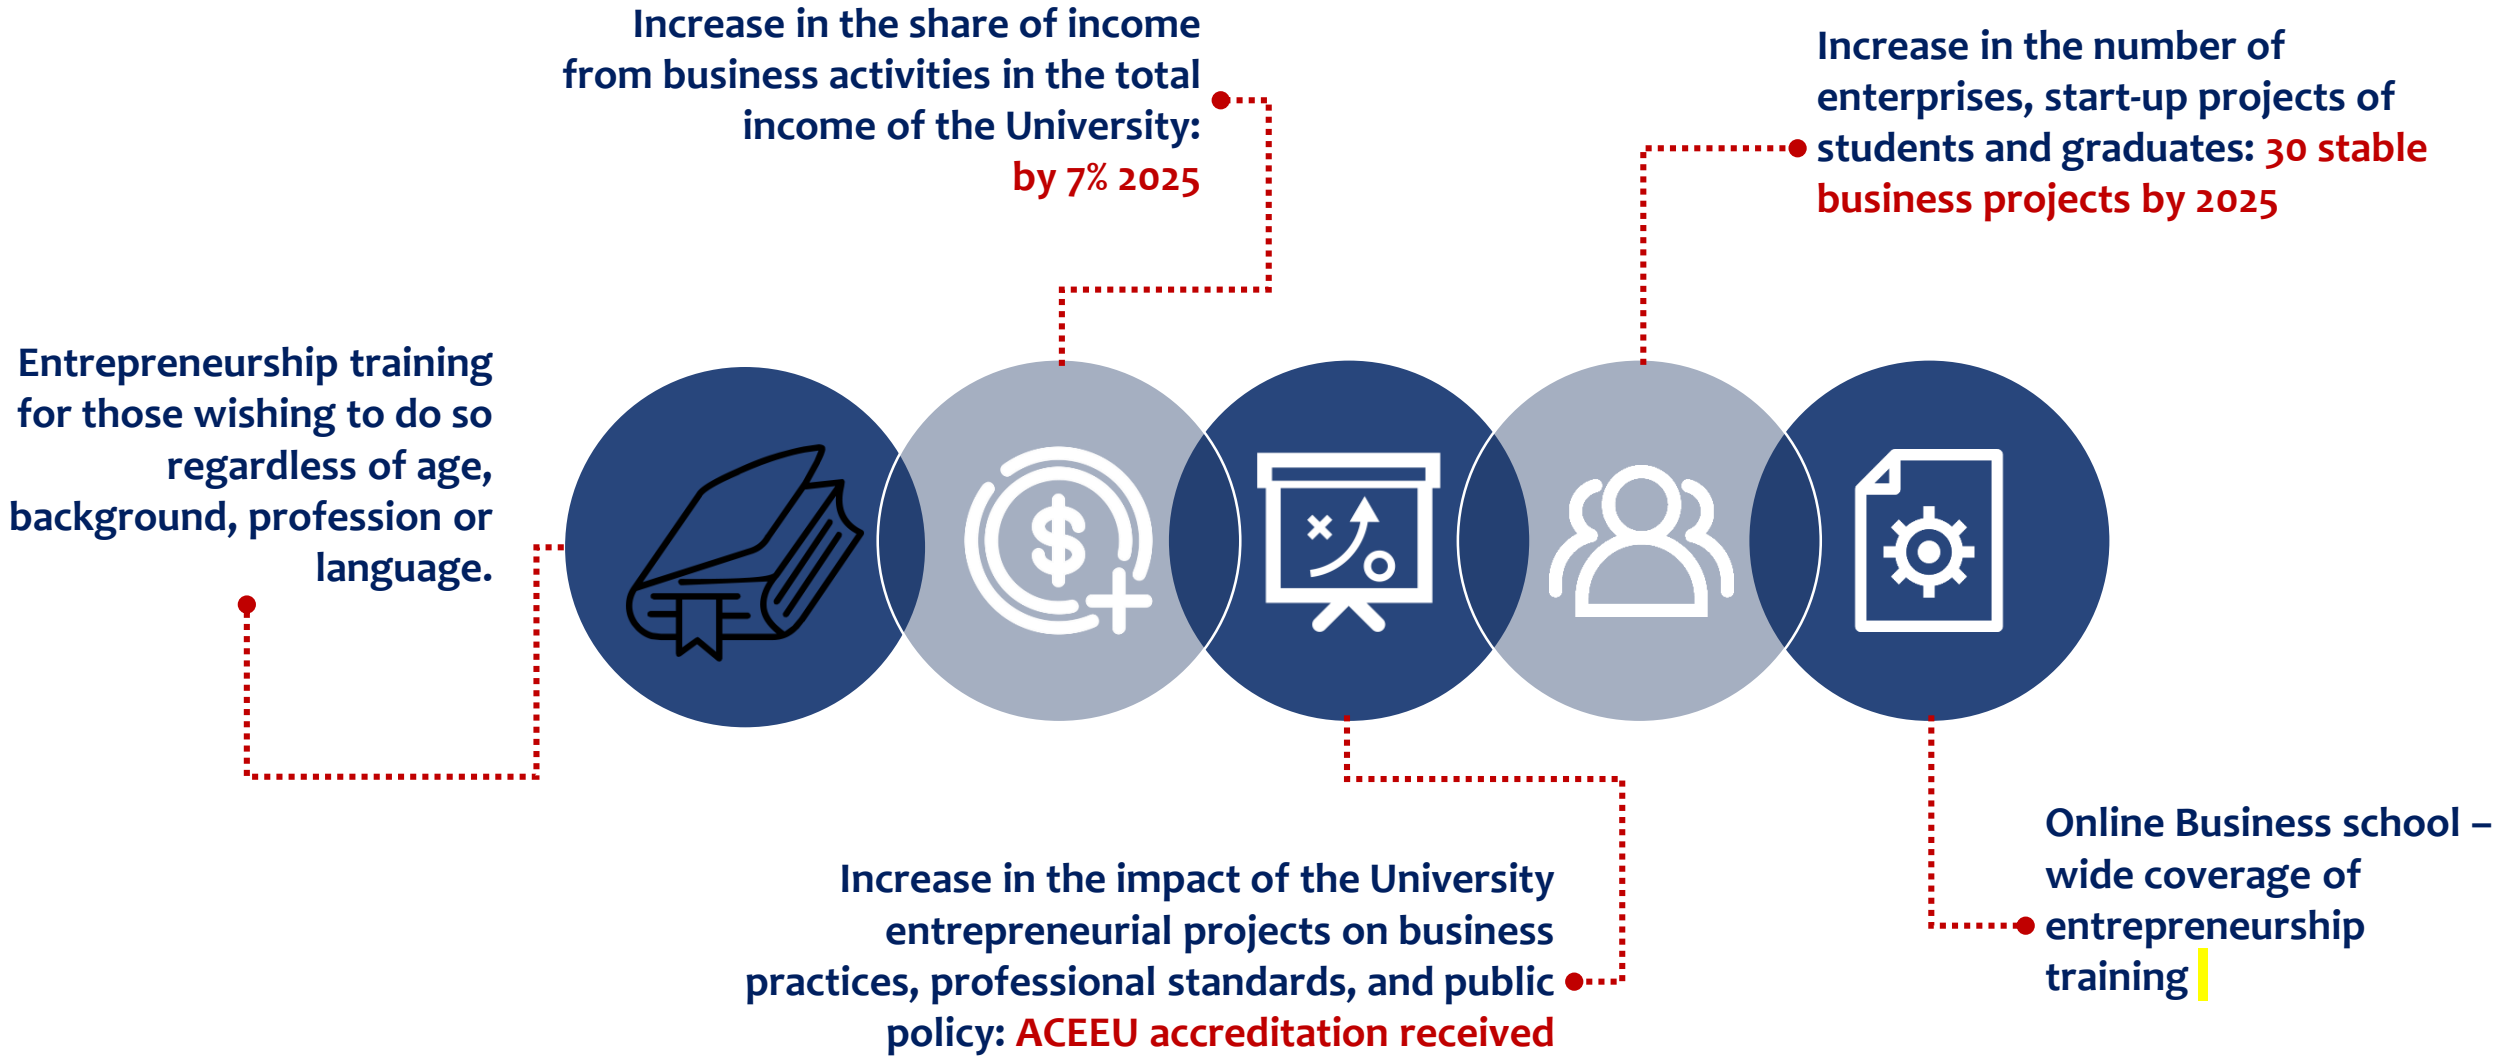 Increase in the share of income
from business activities in the total
income of the University:
by 7% 2025
Increase in the number of
enterprises, start-up projects of
students and graduates: 30 stable
business projects by 2025
Entrepreneurship training
for those wishing to do so
regardless of age,
background, profession or
language.
Increase in the impact of the University
entrepreneurial projects on business
practices, professional standards, and public
policy: ACEEU accreditation received
Online Business school –
wide coverage of
entrepreneurship
training